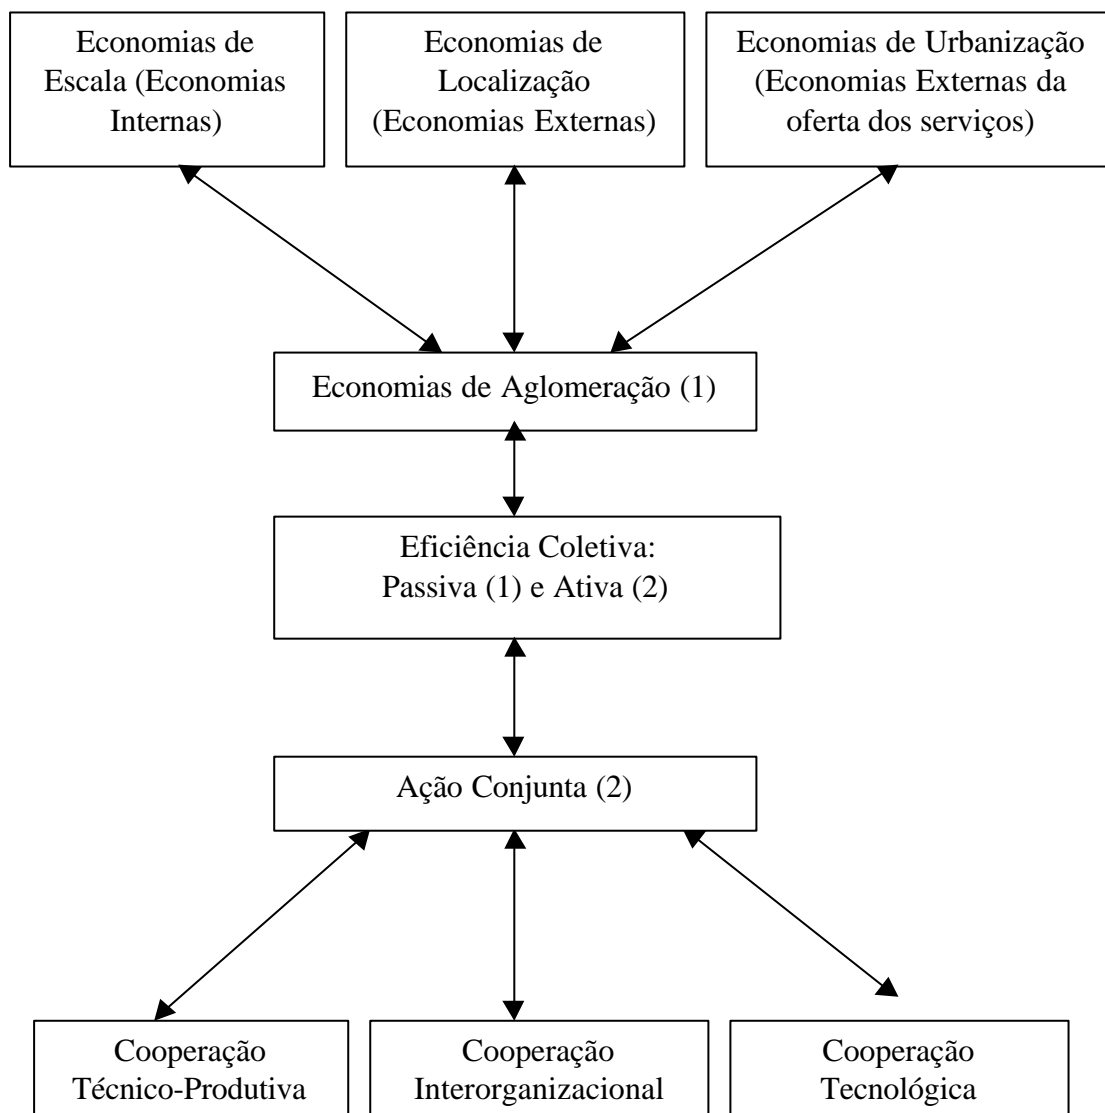 Economias de
Escala (Economias
Internas)
Economias de
Localização
(Economias Externas)
Economias de Urbanização
(Economias Externas da
oferta dos serviços)
Economias de Aglomeração (1)
Eficiência Coletiva:
Passiva (1) e Ativa (2)
Ação Conjunta (2)
Cooperação
Técnico-Produtiva
Cooperação
Interorganizacional
Cooperação
Tecnológica